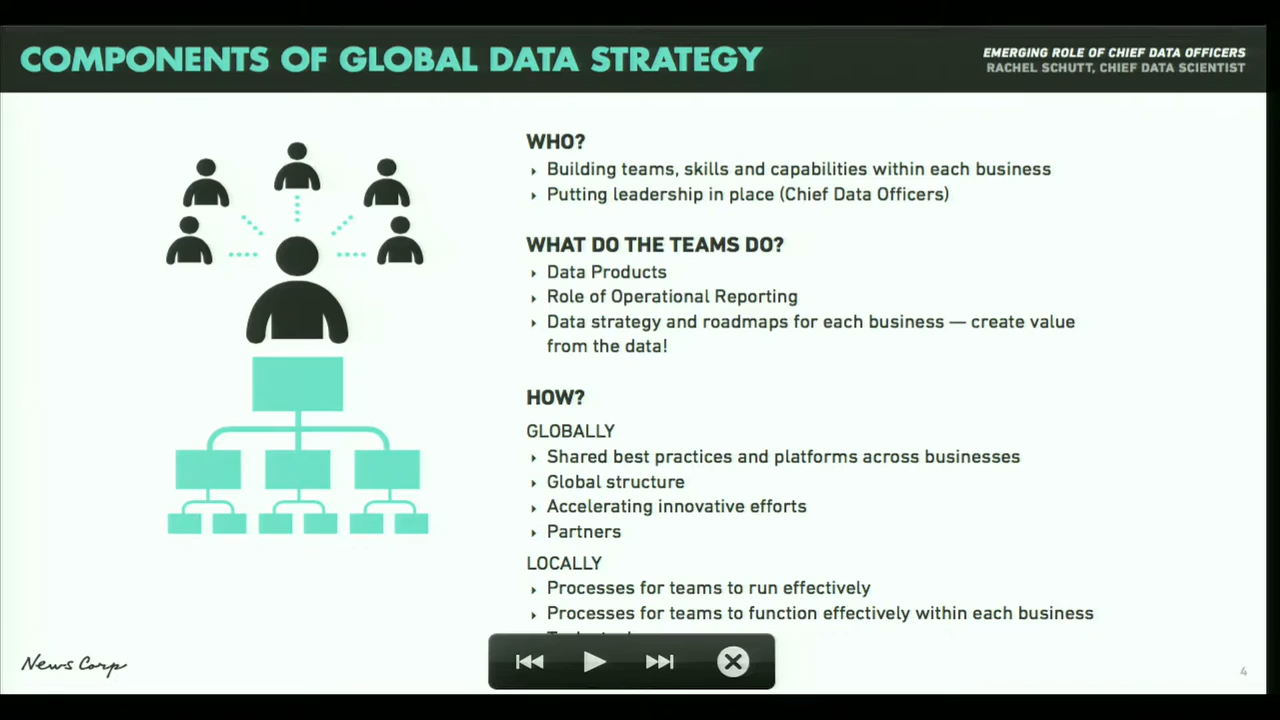 COMPONENTS OF GLOBAL DATA STRATEGY
EMERGING ROLE OF CHIEF DATA OFFICERS
RACHEL SCHUTT, CHIEF DATA SCIENTIST
WHO?
Building teams, skills and capabilities within each business
Putting leadership in place (Chief Data Officers)
WHAT DO THE TEAMS DO?
Data Products
Role of Operational Reporting
Data strategy and roadmaps for each business — create value
from the data!
HOW?
GLOBALLY
Shared best practices and platforms across businesses
Global structure
Accelerating innovative efforts
Partners
LOCALLY
Processes for teams to run effectively
Processes for teams to function effectively within each business
News Corp
4